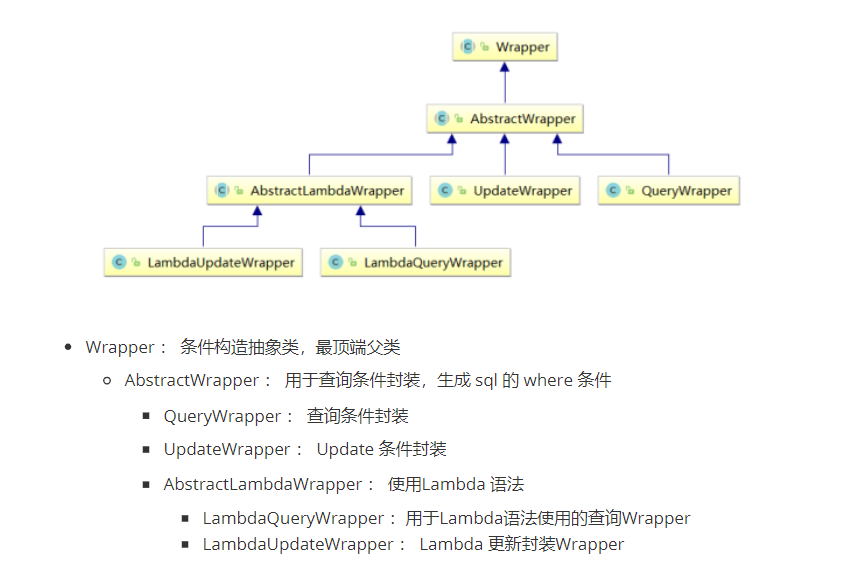 Wrapper
AbstractWrapper
AbstractLambdaWrapper UpdateWrapper QueryWrapper
LambdaUpdateWrapper LambdaQueryWrapper
Wrapper： 条件构造抽象类，最顶端父类
AbstractWrapper： 用于查询条件封装，生成 sql 的 where 条件
QueryWrapper： 查询条件封装
UpdateWrapper： Update 条件封装
AbstractLambdaWrapper： 使用Lambda 语法
LambdaQueryWrapper：用于Lambda语法使用的查询Wrapper
LambdaUpdateWrapper： Lambda 更新封装Wrapper